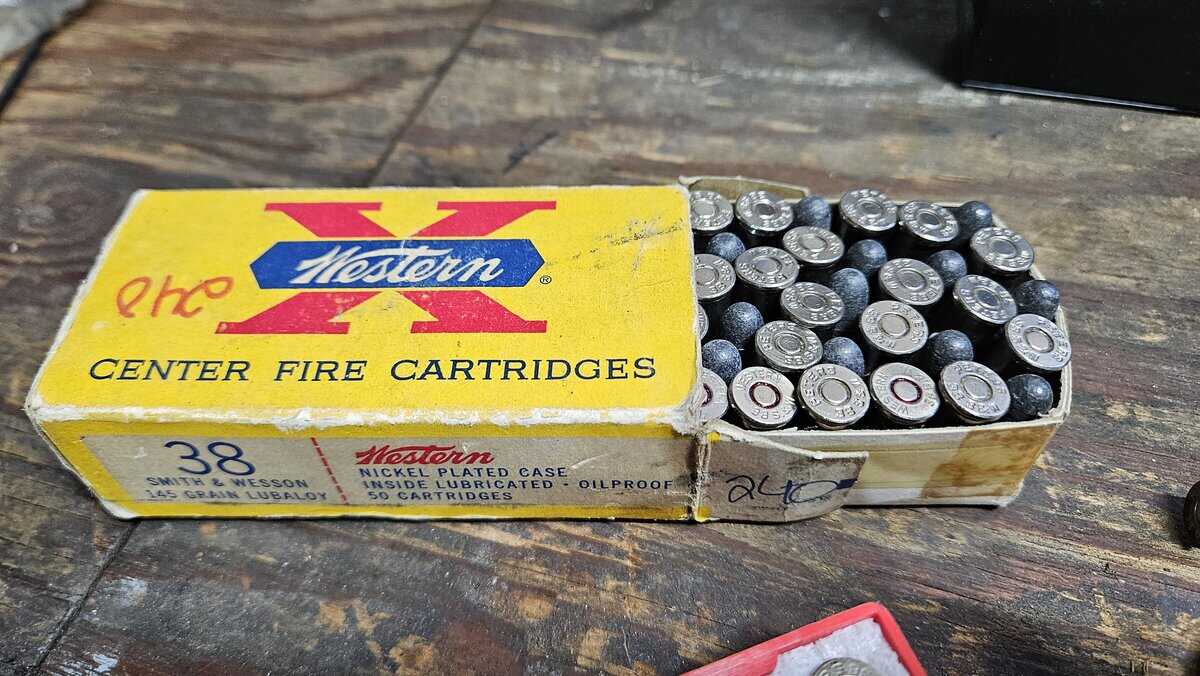 Western
®
240
CENTER FIRE CARTRIDGES
38
SMITH & WESSON
145 GRAIN LUBALOY
Western
NICKEL PLATED CASE
INSIDE LUBRICATED · OILPROOF
50 CARTRIDGES
240